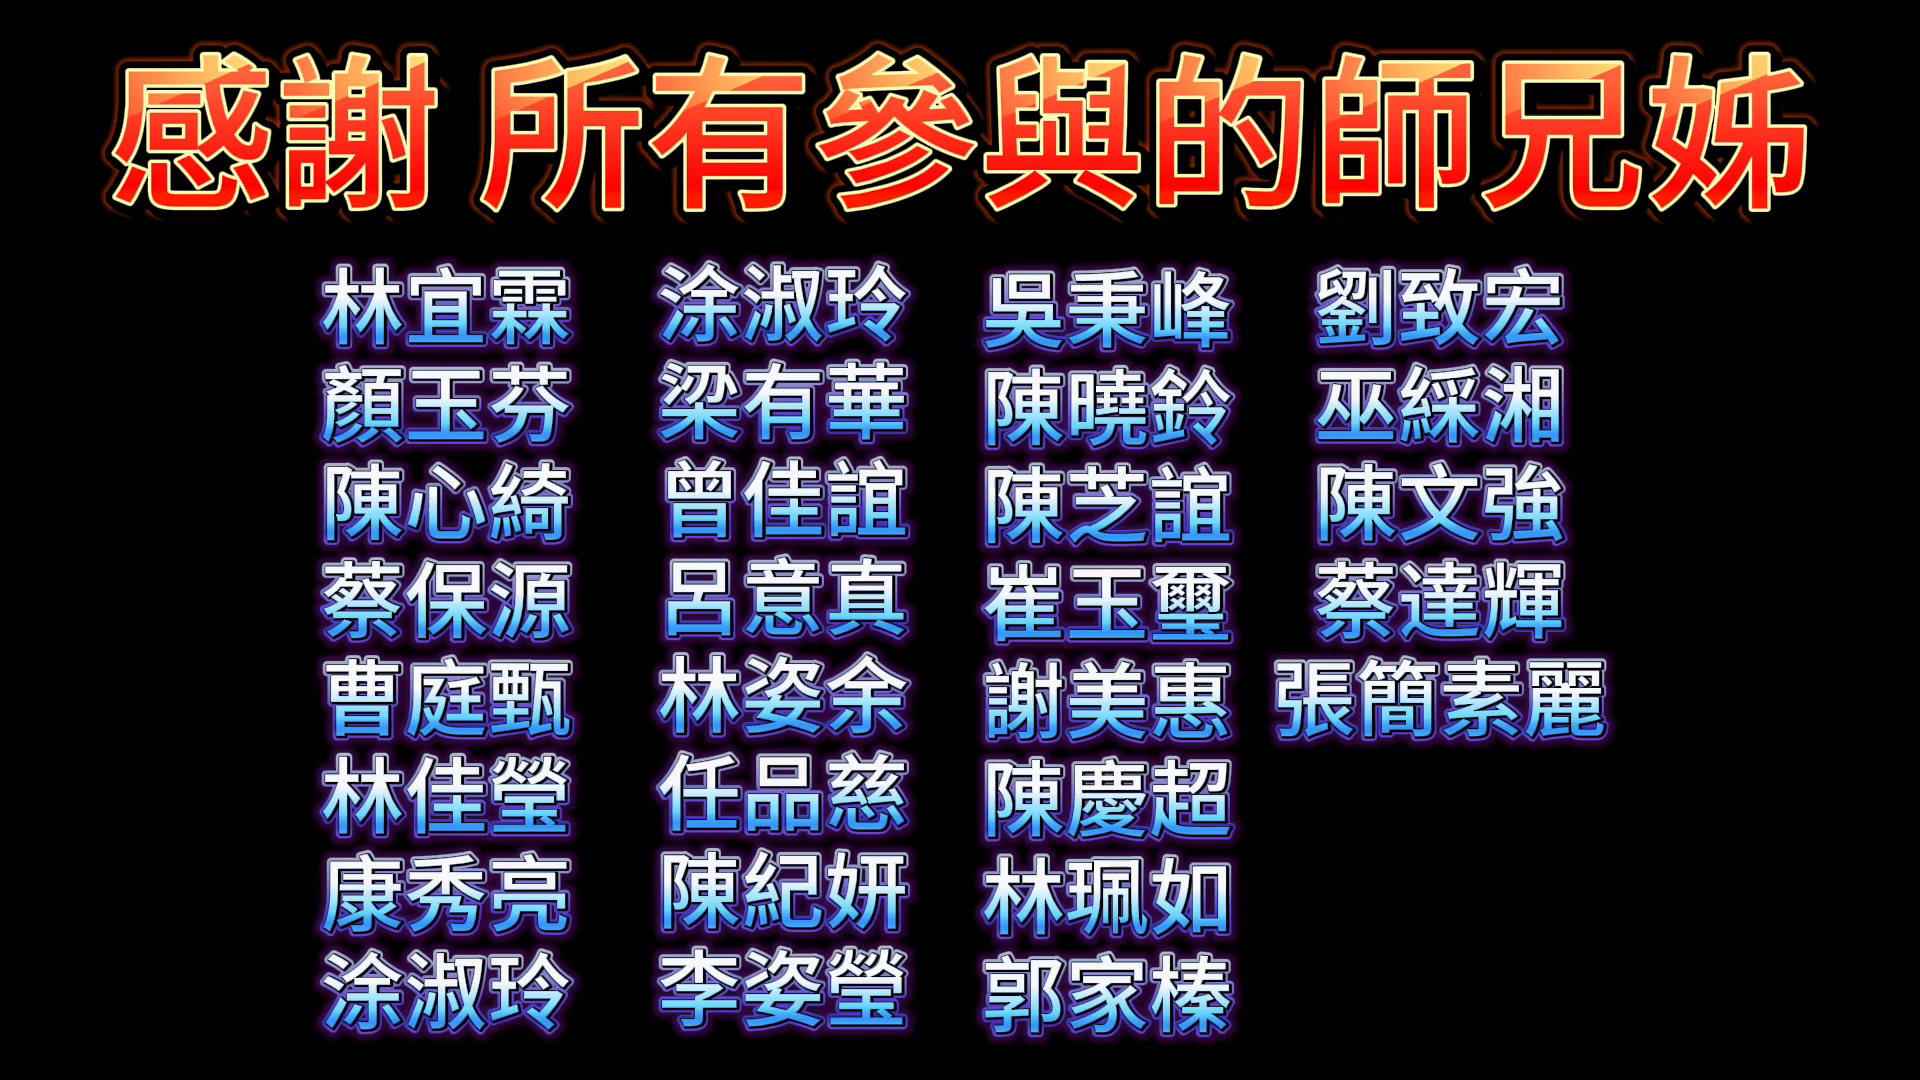 感謝 所有參與的師兄姊
林宜霖
顏玉芬
陳心綺
蔡保源
曹庭甄
林佳瑩
康秀亮
涂淑玲
涂淑玲
梁有華
曾佳誼
呂意真
林姿余
任品慈
陳紀妍
李姿瑩
吳秉峰
陳曉鈴
陳芝誼
崔玉璽
謝美惠
陳慶超
林珮如
郭家榛
劉致宏
巫綵湘
陳文強
蔡達輝
張簡素麗